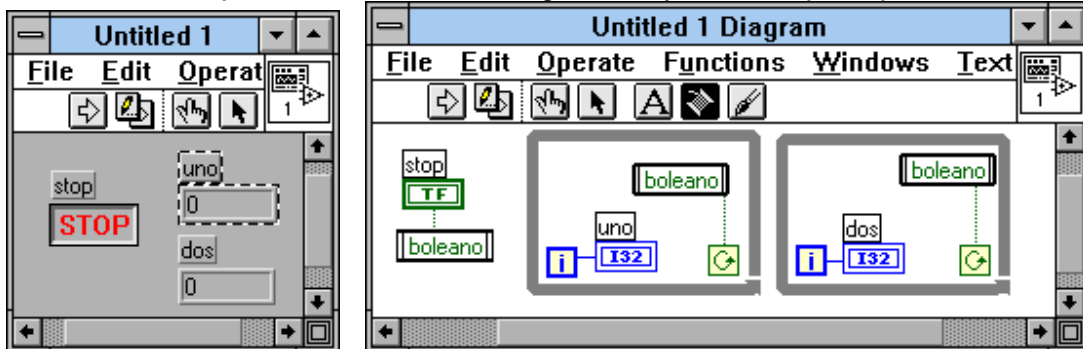 Untitled 1
File Edit Operat
1
stop
STOP
uno
0
dos
0
Untitled 1 Diagram
File Edit Operate Functions Windows Text
A
1
stop
TF
boleano
boleano
uno
i
I32
boleano
dos
i
I32